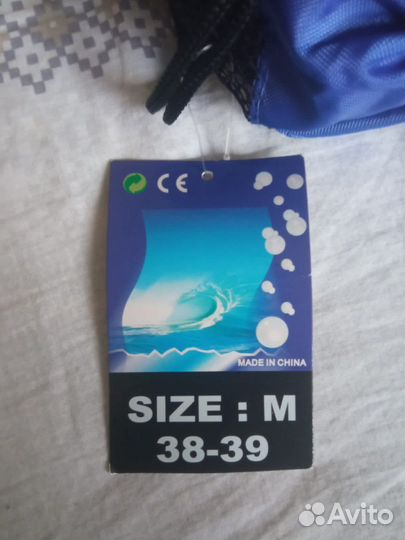 CE
MADE IN CHINA
SIZE : M
38-39
Avito